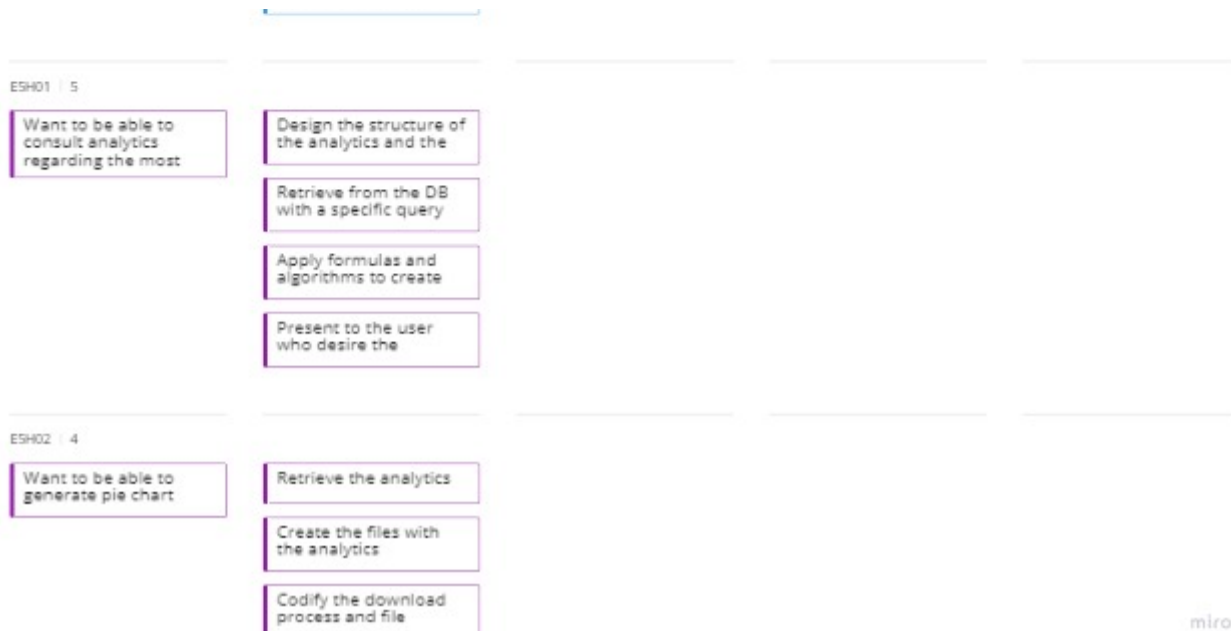 ESH01 | 5
Want to be able to
consult analytics
regarding the most
Design the structure of
the analytics and the
Retrieve from the DB
with a specific query
Apply formulas and
algorithms to create
Present to the user
who desire the
ESH02 | 4
Want to be able to
generate pie chart
Retrieve the analytics
Create the files with
the analytics
Codify the download
process and file
miro